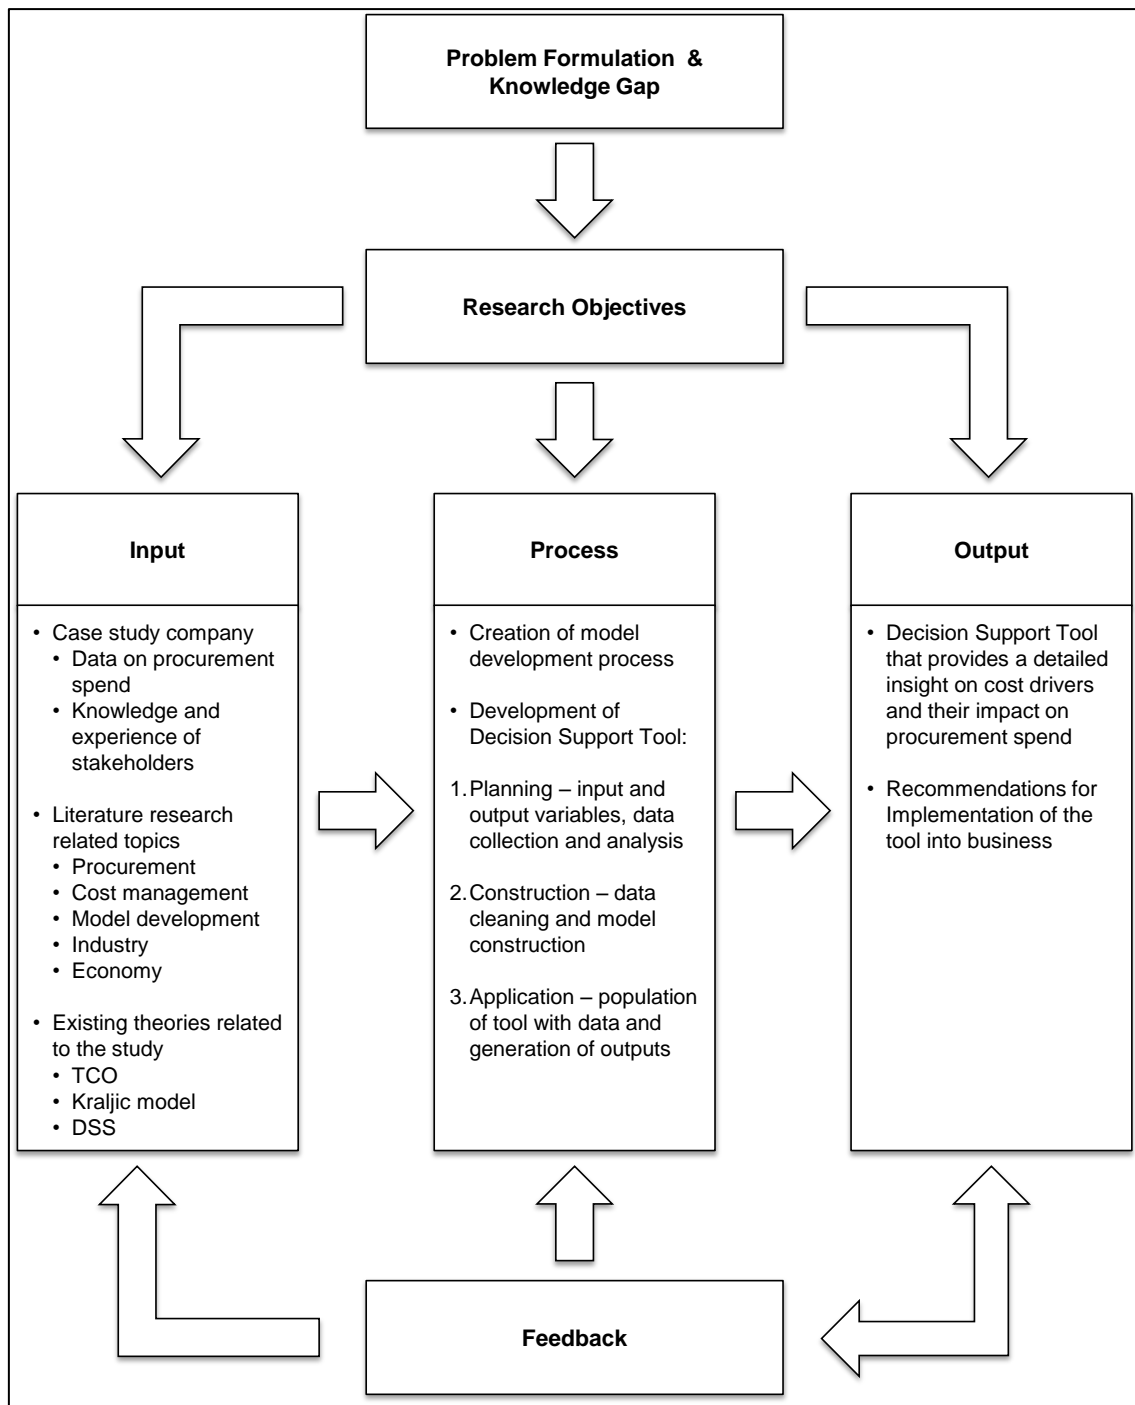 Problem Formulation &
Knowledge Gap
Research Objectives
Input
• Case study company
• Data on procurement
spend
• Knowledge and
experience of
stakeholders
• Literature research
related topics
• Procurement
• Cost management
• Model development
• Industry
• Economy
• Existing theories related
to the study
• TCO
• Kraljic model
• DSS
Process
• Creation of model
development process
• Development of
Decision Support Tool:
1. Planning – input and
output variables, data
collection and analysis
2. Construction – data
cleaning and model
construction
3. Application – population
of tool with data and
generation of outputs
Output
• Decision Support Tool
that provides a detailed
insight on cost drivers
and their impact on
procurement spend
• Recommendations for
Implementation of the
tool into business
Feedback